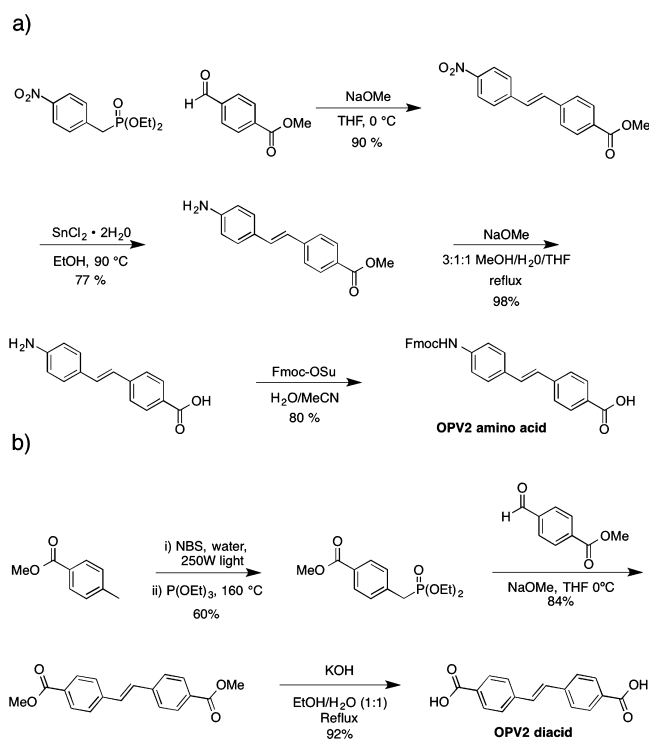 a)
O₂N
O
P(OEt)₂
O
H
OMe
O
NaOMe
THF, 0 °C
90 %
O₂N
OMe
O
SnCl₂ • 2H₂0
EtOH, 90 °C
77 %
H₂N
OMe
O
NaOMe
3:1:1 MeOH/H₂0/THF
reflux
98%
H₂N
OH
O
Fmoc-OSu
H₂O/MeCN
80 %
FmocHN
OH
O
OPV2 amino acid
b)
O
MeO
i) NBS, water,
250W light
ii) P(OEt)₃, 160 °C
60%
O
MeO
O
P(OEt)₂
O
H
OMe
O
NaOMe, THF 0ºC
84%
O
MeO
OMe
O
KOH
EtOH/H₂O (1:1)
Reflux
92%
O
OH
OH
O
OPV2 diacid